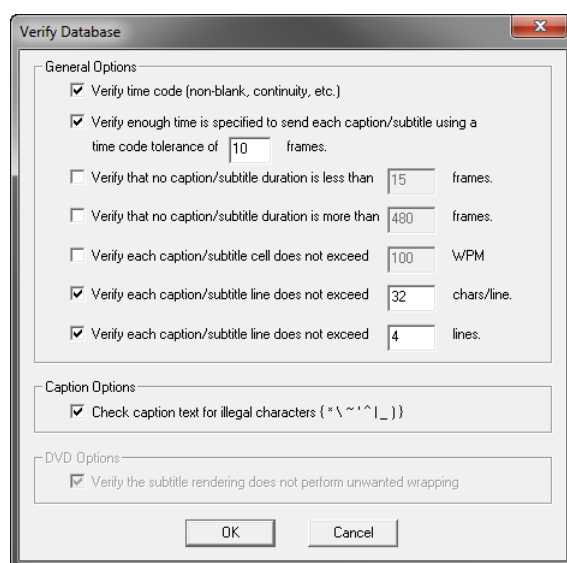 Verify Database
General Options
Verify time code (non-blank, continuity, etc.)
Verify enough time is specified to send each caption/subtitle using a
time code tolerance of 10 frames.
Verify that no caption/subtitle duration is less than 15 frames.
Verify that no caption/subtitle duration is more than 480 frames.
Verify each caption/subtitle cell does not exceed 100 WPM
Verify each caption/subtitle line does not exceed 32 chars/line.
Verify each caption/subtitle line does not exceed 4 lines.
Caption Options
Check caption text for illegal characters { * \ ~ ' ^ | _ ) }
DVD Options
Verify the subtitle rendering does not perform unwanted wrapping
OK Cancel